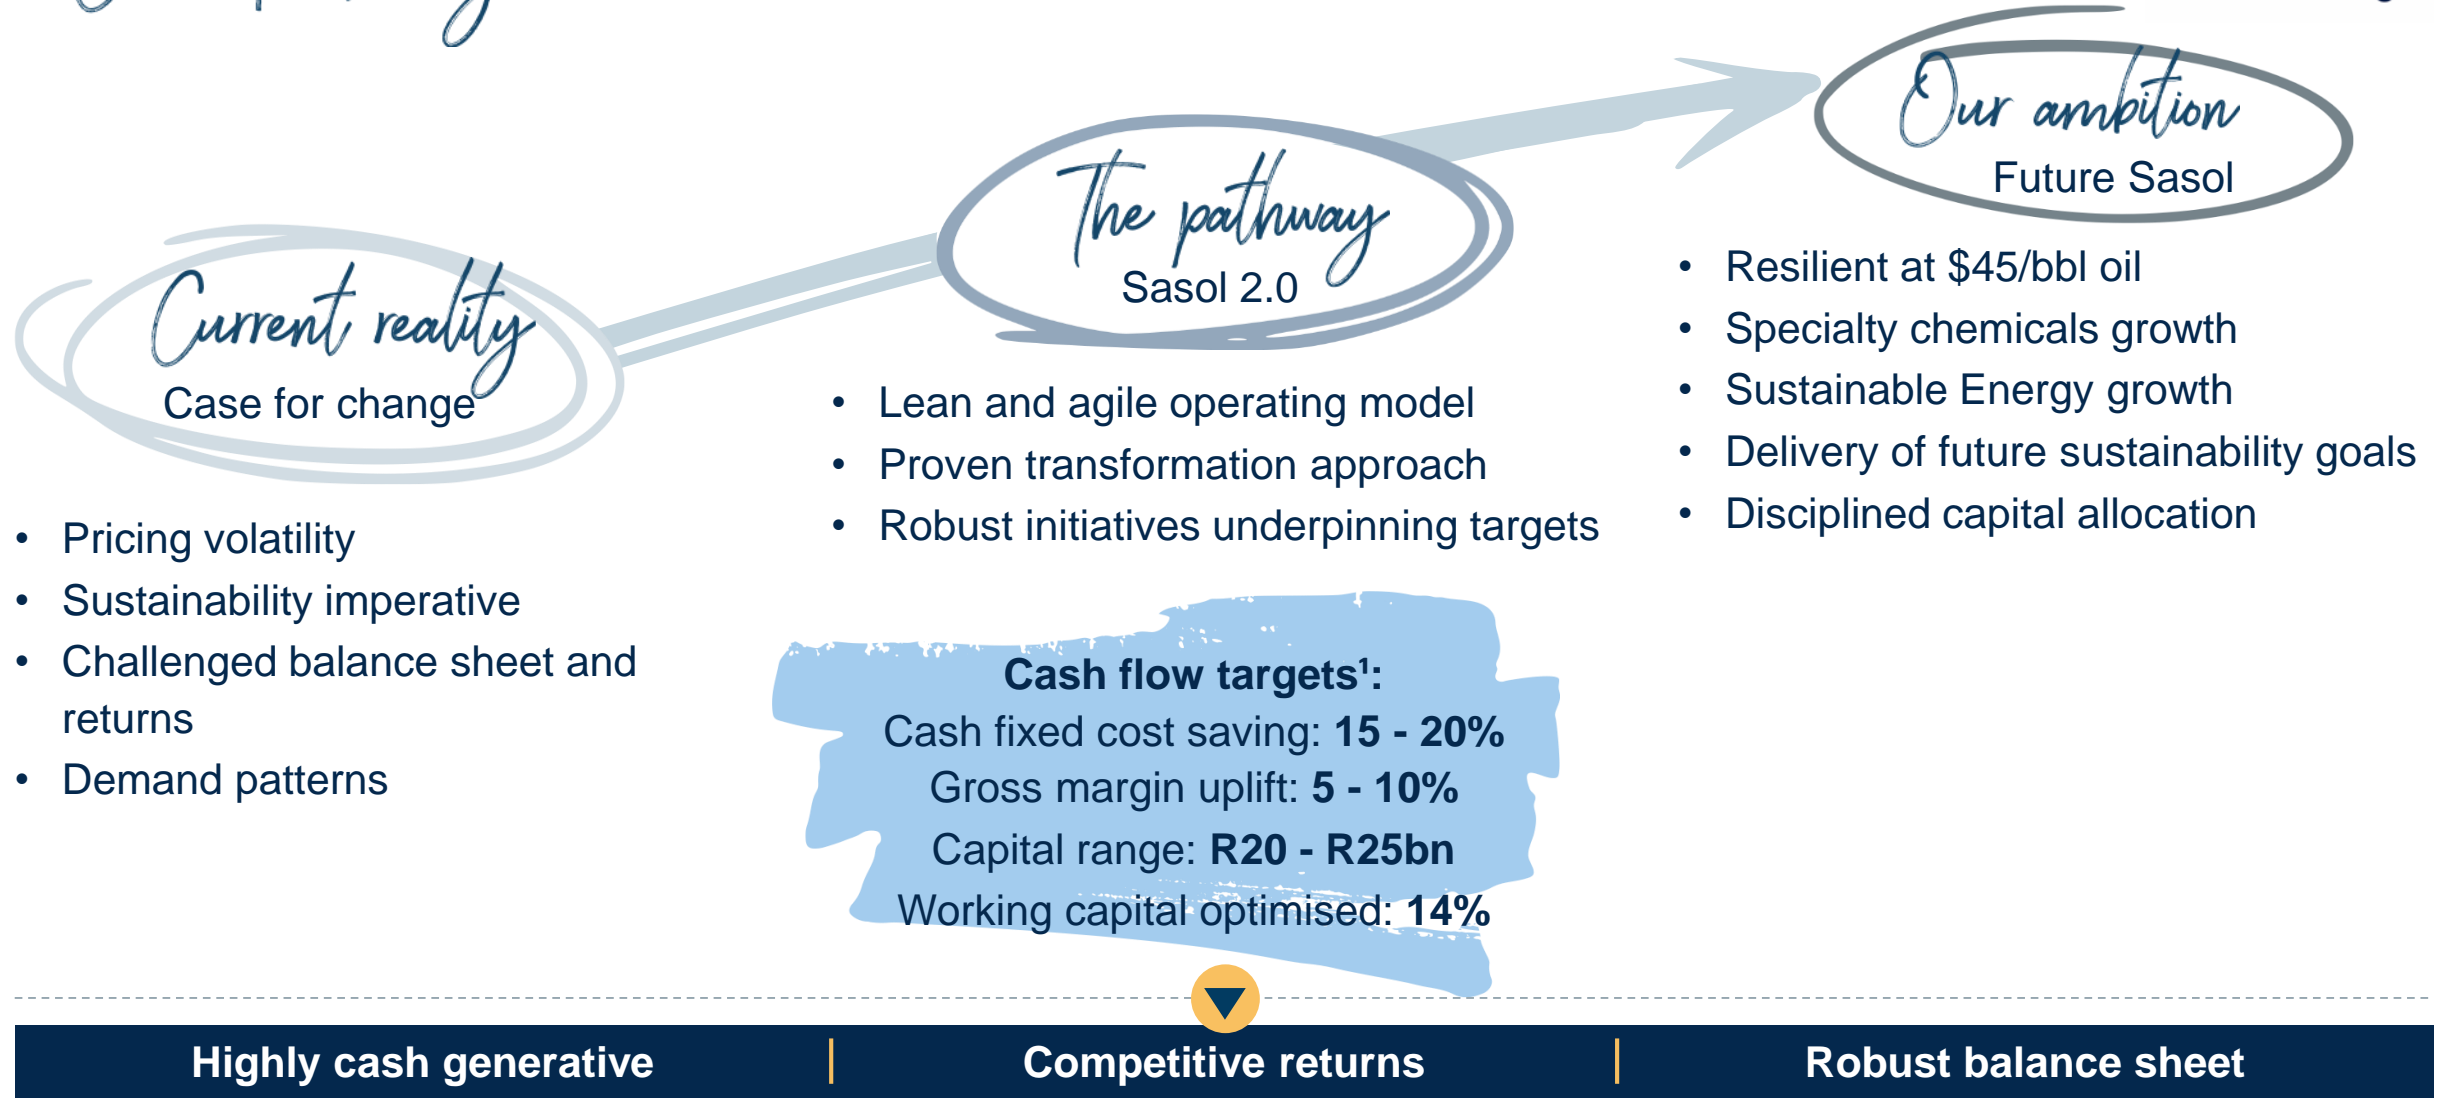 Current reality
Case for change
• Pricing volatility
• Sustainability imperative
• Challenged balance sheet and
returns
• Demand patterns
The pathway
Sasol 2.0
• Lean and agile operating model
• Proven transformation approach
• Robust initiatives underpinning targets
Cash flow targets¹:
Cash fixed cost saving: 15 - 20%
Gross margin uplift: 5 - 10%
Capital range: R20 - R25bn
Working capital optimised: 14%
Our ambition
Future Sasol
• Resilient at $45/bbl oil
• Specialty chemicals growth
• Sustainable Energy growth
• Delivery of future sustainability goals
• Disciplined capital allocation
Highly cash generative
Competitive returns
Robust balance sheet